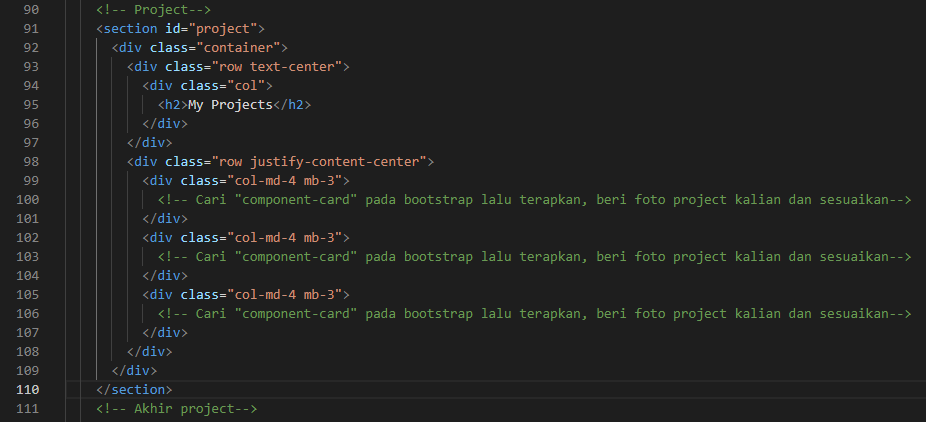 90 <!-- Project-->
91 <section id="project">
92 <div class="container">
93 <div class="row text-center">
94 <div class="col">
95 <h2>My Projects</h2>
96 </div>
97 </div>
98 <div class="row justify-content-center">
99 <div class="col-md-4 mb-3">
100 <!-- Cari "component-card" pada bootstrap lalu terapkan, beri foto project kalian dan sesuaikan-->
101 </div>
102 <div class="col-md-4 mb-3">
103 <!-- Cari "component-card" pada bootstrap lalu terapkan, beri foto project kalian dan sesuaikan-->
104 </div>
105 <div class="col-md-4 mb-3">
106 <!-- Cari "component-card" pada bootstrap lalu terapkan, beri foto project kalian dan sesuaikan-->
107 </div>
108 </div>
109 </div>
110 </section>
111 <!-- Akhir project-->